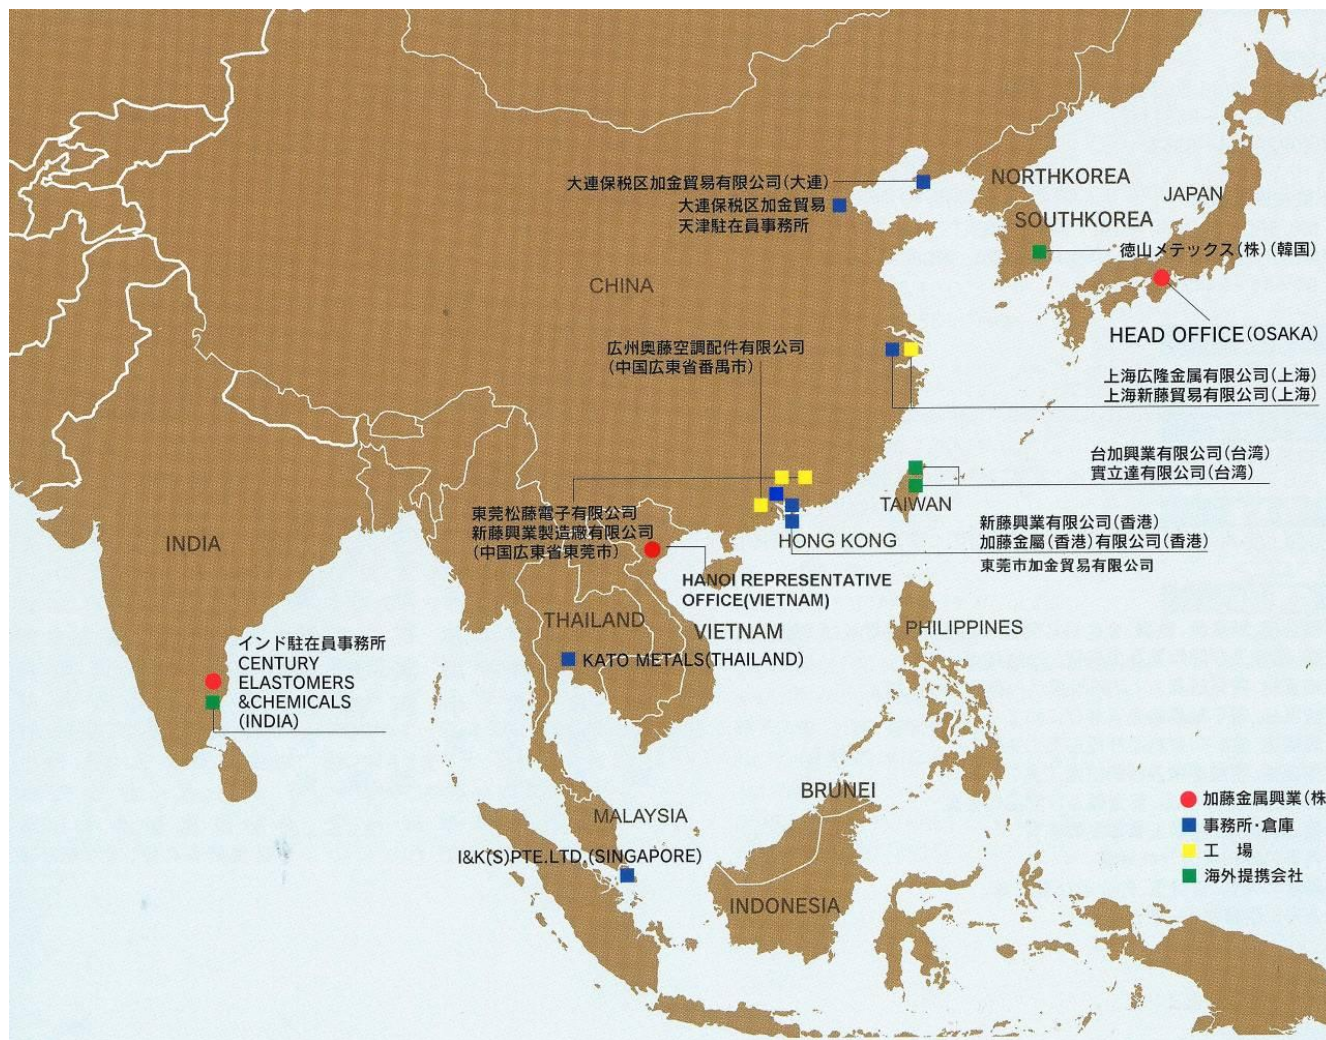 大連保税区加金貿易有限公司(大連)
大連保税区加金貿易
天津駐在員事務所
NORTHKOREA
JAPAN
SOUTHKOREA
徳山メテックス(株)(韓国)
CHINA
HEAD OFFICE(OSAKA)
広州奥藤空調配件有限公司
(中国広東省番禺市)
上海広隆金属有限公司(上海)
上海新藤貿易有限公司(上海)
台加興業有限公司(台湾)
實立達有限公司(台湾)
TAIWAN
東莞松藤電子有限公司
新藤興業製造廠有限公司
(中国広東省東莞市)
新藤興業有限公司(香港)
加藤金屬(香港)有限公司(香港)
東莞市加金貿易有限公司
HONG KONG
INDIA
HANOI REPRESENTATIVE
OFFICE(VIETNAM)
THAILAND
VIETNAM
PHILIPPINES
インド駐在員事務所
CENTURY
ELASTOMERS
&CHEMICALS
(INDIA)
KATO METALS(THAILAND)
BRUNEI
MALAYSIA
I&K(S)PTE.LTD.(SINGAPORE)
INDONESIA
加藤金属興業(株
事務所・倉庫
工 場
海外提携会社